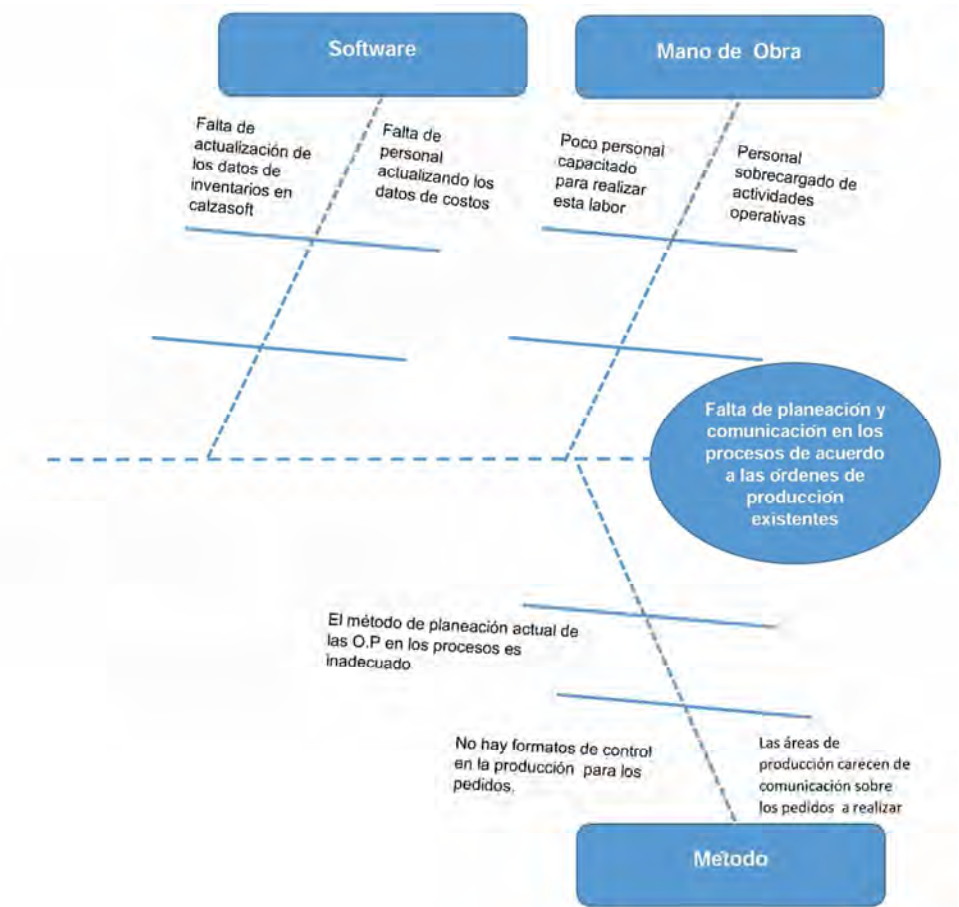 Software
Mano de Obra
Falta de
actualización de
los datos de
inventarios en
calzasoft
Falta de
personal
actualizando los
datos de costos
Poco personal
capacitado
para realizar
esta labor
Personal
sobrecargado de
actividades
operativas
Falta de planeación y
comunicación en los
procesos de acuerdo
a las órdenes de
producción
existentes
El método de planeación actual de
las O.P en los procesos es
inadecuado
No hay formatos de control
en la producción para los
pedidos.
Las áreas de
producción carecen de
comunicación sobre
los pedidos a realizar
Método